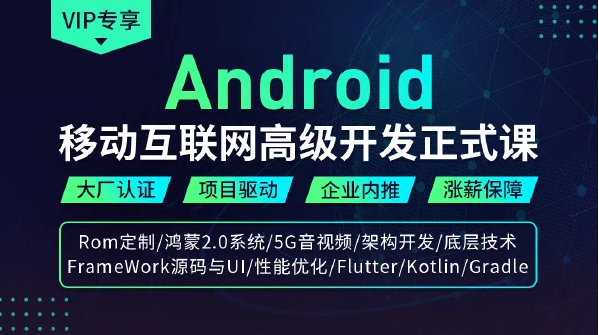 VIP专享
Android
移动互联网高级开发正式课
大厂认证 项目驱动 企业内推 涨薪保障
Rom定制/鸿蒙2.0系统/5G音视频/架构开发/底层技术
FrameWork源码与UI/性能优化/Flutter/Kotlin/Gradle